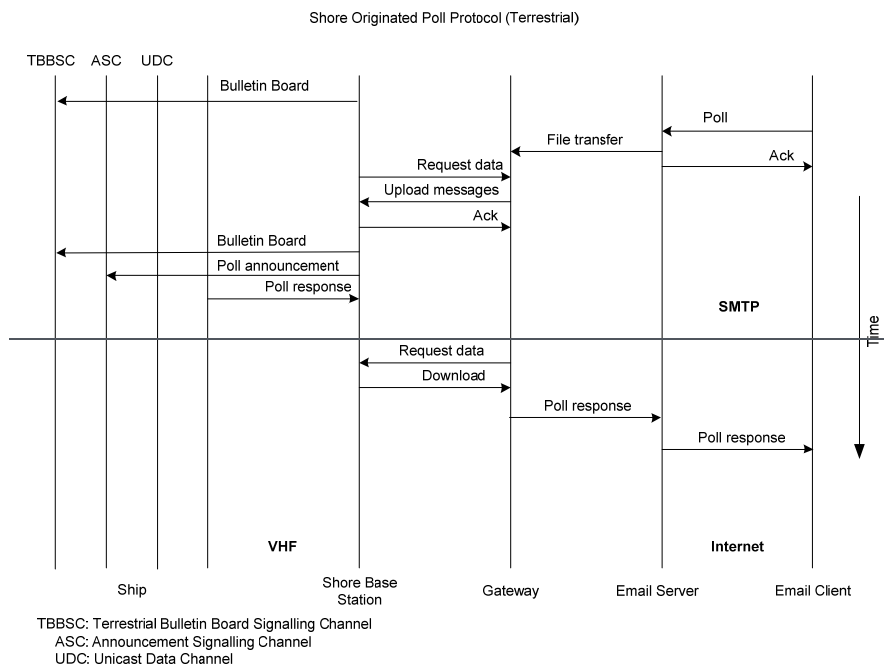 Shore Originated Poll Protocol (Terrestrial)
TBBSC ASC UDC
Bulletin Board
Poll
File transfer
Ack
Request data
Upload messages
Ack
Bulletin Board
Poll announcement
Poll response
SMTP
Time
Request data
Download
Poll response
Poll response
VHF
Internet
Ship
Shore Base
Station
Gateway
Email Server
Email Client
TBBSC: Terrestrial Bulletin Board Signalling Channel
ASC: Announcement Signalling Channel
UDC: Unicast Data Channel